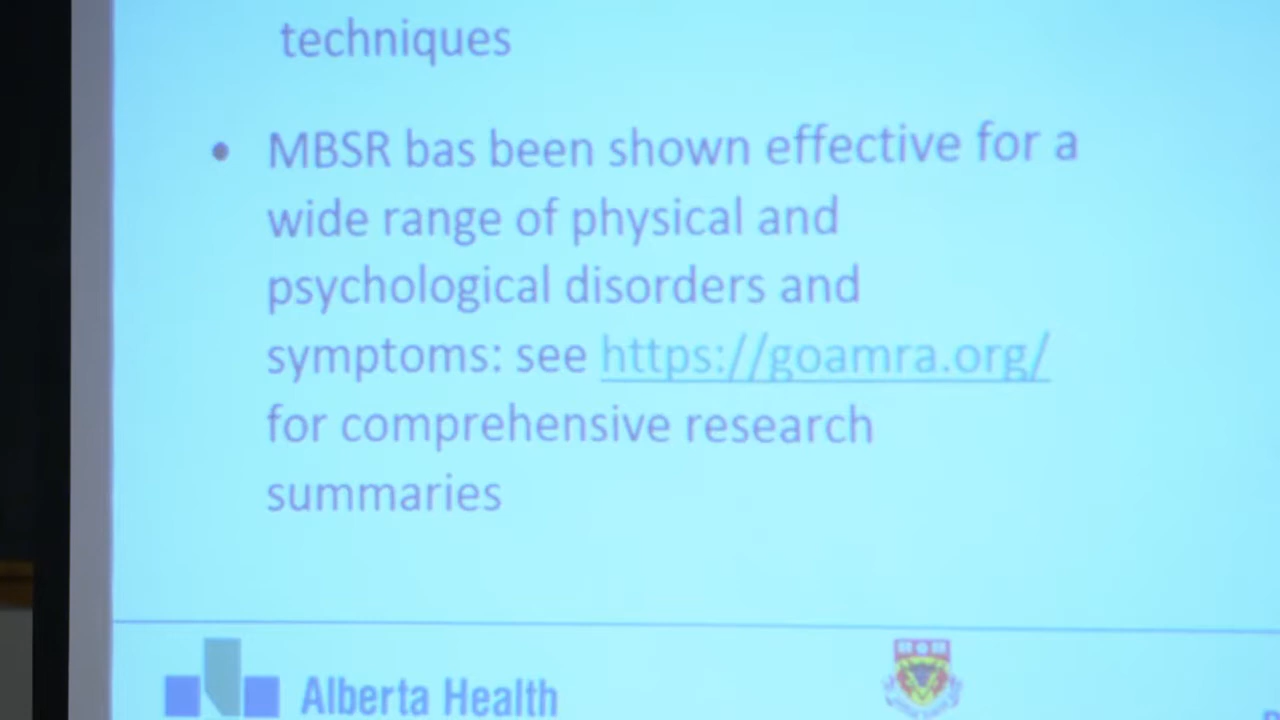 techniques
• MBSR bas been shown effective for a
wide range of physical and
psychological disorders and
symptoms: see https://goamra.org/
for comprehensive research
summaries
Alberta Health